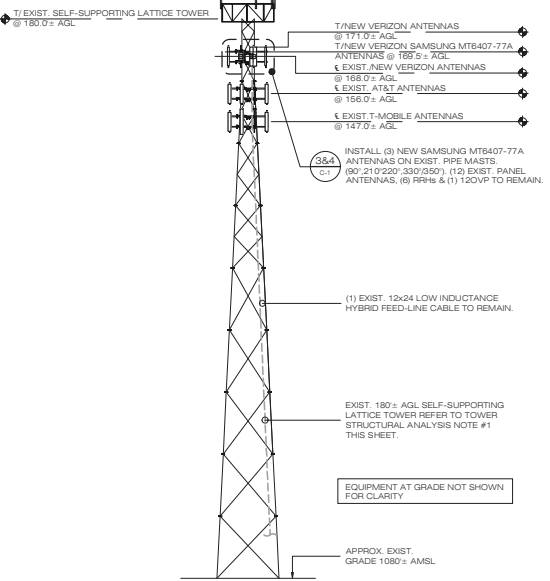 T/ EXIST. SELF-SUPPORTING LATTICE TOWER
@ 180.0'± AGL
T/NEW VERIZON ANTENNAS
@ 171.0'± AGL
T/NEW VERIZON SAMSUNG MT6407-77A
ANTENNAS @ 169.5'± AGL
℄ EXIST./NEW VERIZON ANTENNAS
@ 168.0'± AGL
℄ EXIST. AT&T ANTENNAS
@ 156.0'± AGL
℄ EXIST.T-MOBILE ANTENNAS
@ 147.0'± AGL
3&4
C-1
INSTALL (3) NEW SAMSUNG MT6407-77A
ANTENNAS ON EXIST. PIPE MASTS.
(90°,210°220°,330°/350°). (12) EXIST. PANEL
ANTENNAS, (6) RRHs & (1) 12OVP TO REMAIN.
(1) EXIST. 12x24 LOW INDUCTANCE
HYBRID FEED-LINE CABLE TO REMAIN.
EXIST. 180'± AGL SELF-SUPPORTING
LATTICE TOWER REFER TO TOWER
STRUCTURAL ANALYSIS NOTE #1
THIS SHEET.
EQUIPMENT AT GRADE NOT SHOWN
FOR CLARITY
APPROX. EXIST.
GRADE 1080'± AMSL